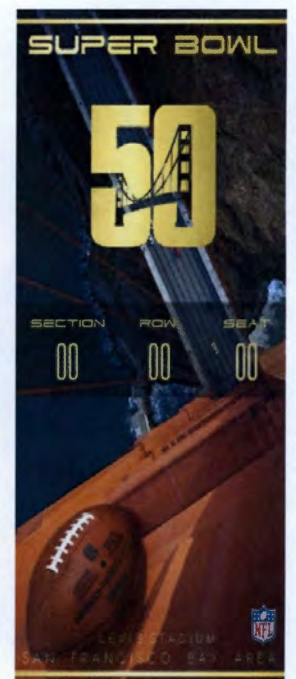 SUPER BOWL
50
SECTION ROW SEAT
00 00 00
LEVI'S STADIUM
SAN FRANCISCO BAY AREA
NFL